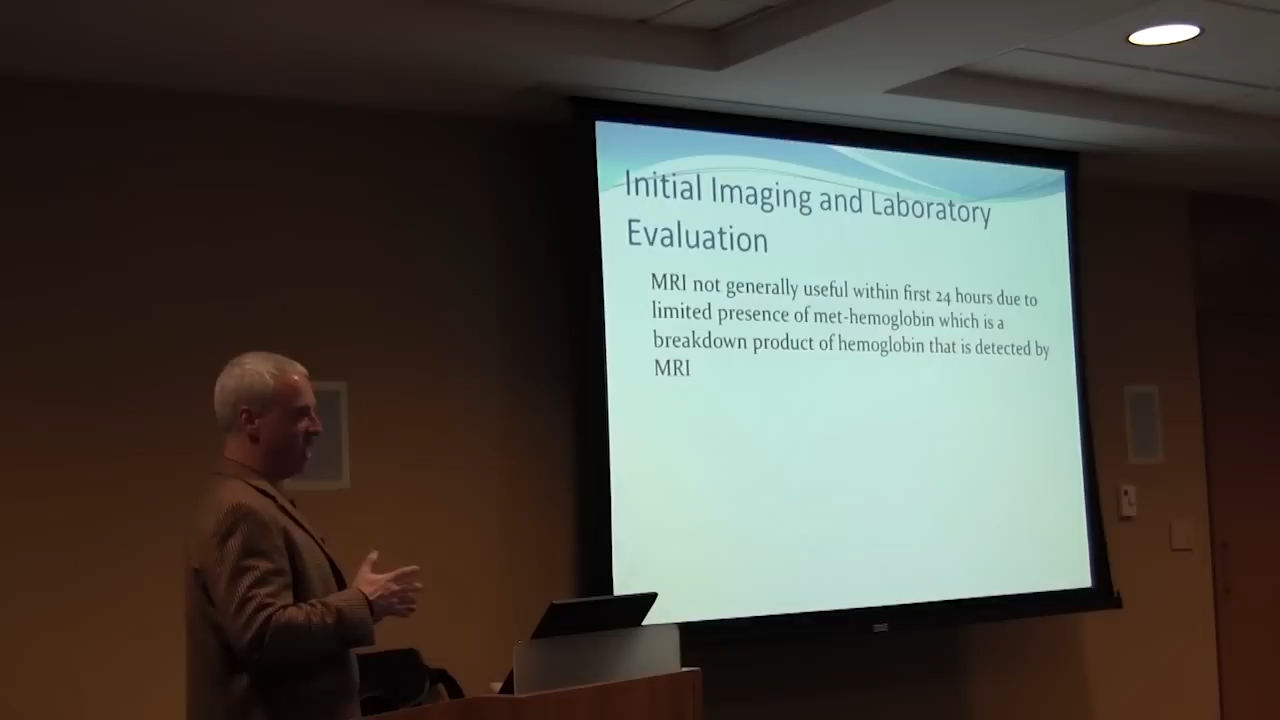 Initial Imaging and Laboratory
Evaluation
MRI not generally useful within first 24 hours due to
limited presence of met-hemoglobin which is a
breakdown product of hemoglobin that is detected by
MRI